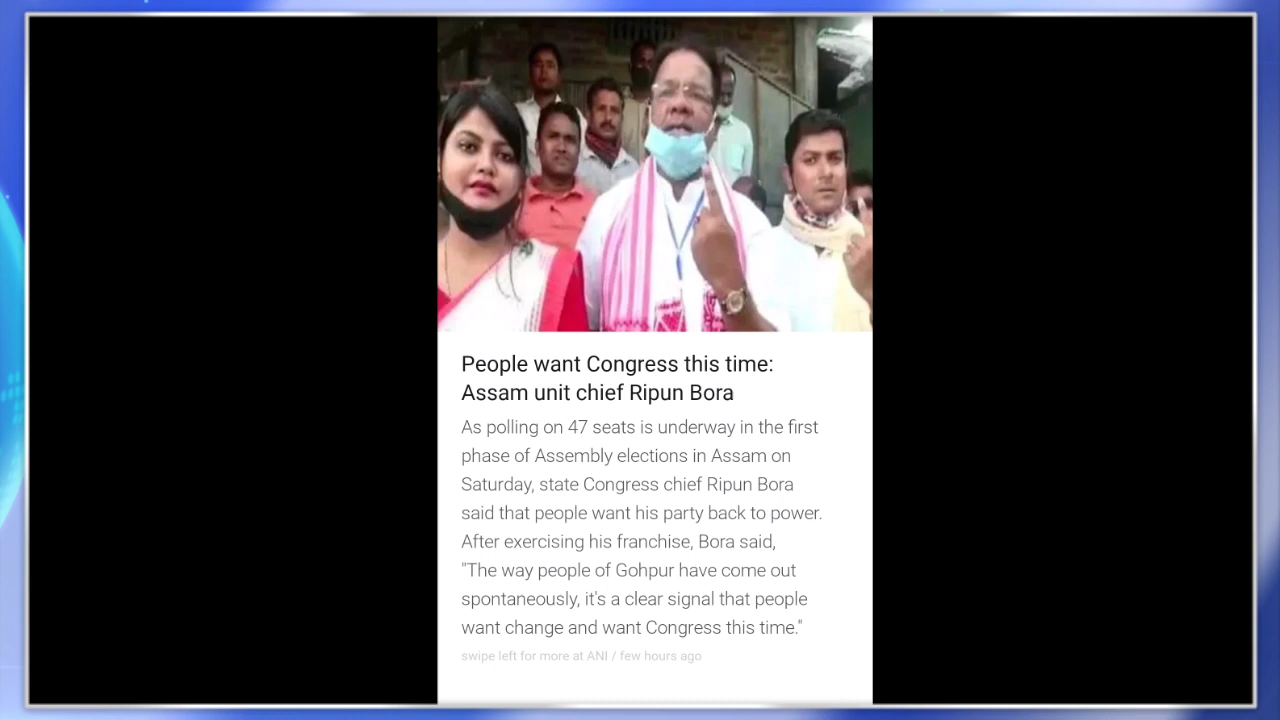 People want Congress this time:
Assam unit chief Ripun Bora
As polling on 47 seats is underway in the first
phase of Assembly elections in Assam on
Saturday, state Congress chief Ripun Bora
said that people want his party back to power.
After exercising his franchise, Bora said,
"The way people of Gohpur have come out
spontaneously, it's a clear signal that people
want change and want Congress this time."
swipe left for more at ANI / few hours ago